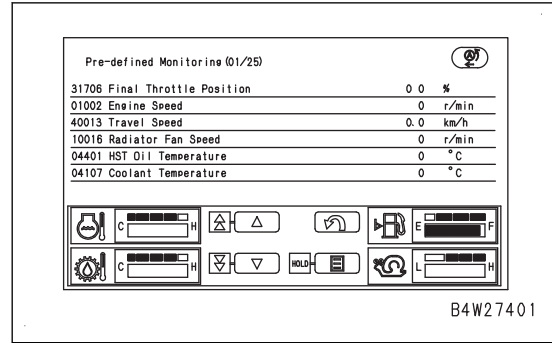 Pre-defined Monitoring (01/25)
31706 Final Throttle Position 0 0 %
01002 Engine Speed 0 r/min
40013 Travel Speed 0. 0 km/h
10016 Radiator Fan Speed 0 r/min
04401 HST Oil Temperature 0 °C
04107 Coolant Temperature 0 °C
C H E F
C H HOLD L H
B4W27401